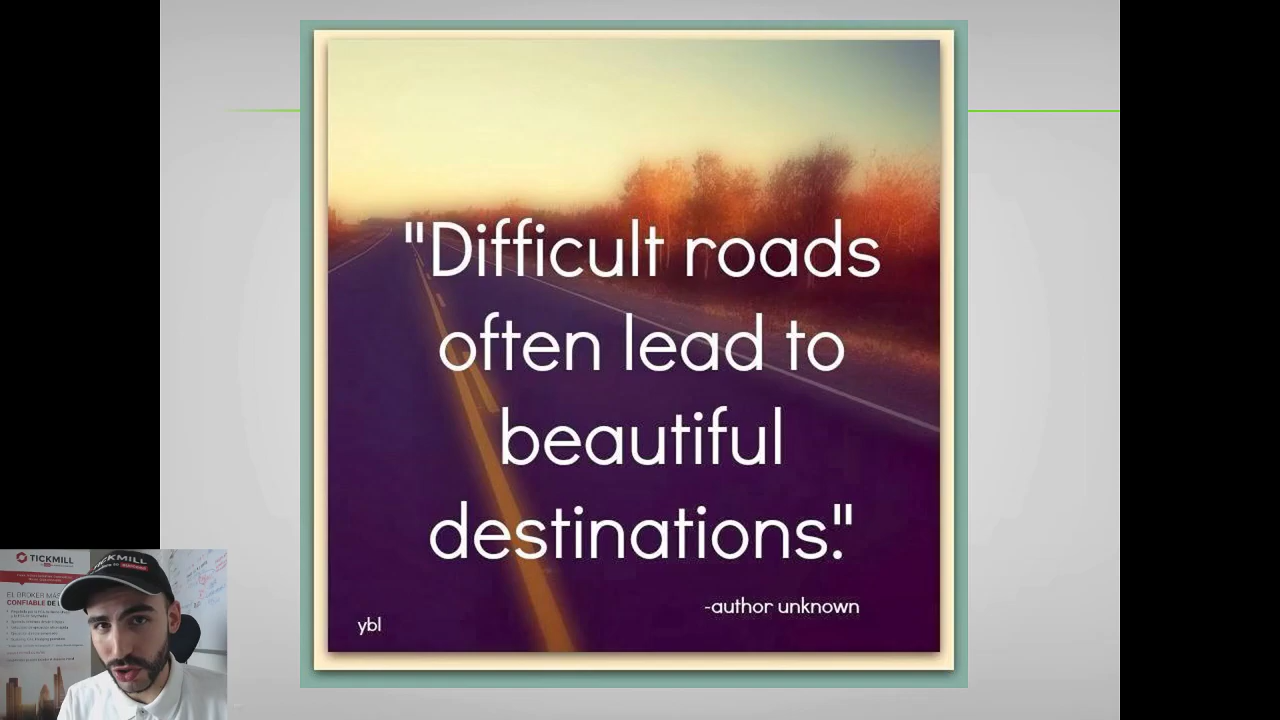 "Difficult roads
often lead to
beautiful
destinations."
-author unknown
ybl
TICKMILL
EL BROKER MÁS
CONFIABLE DE
TICKMILL